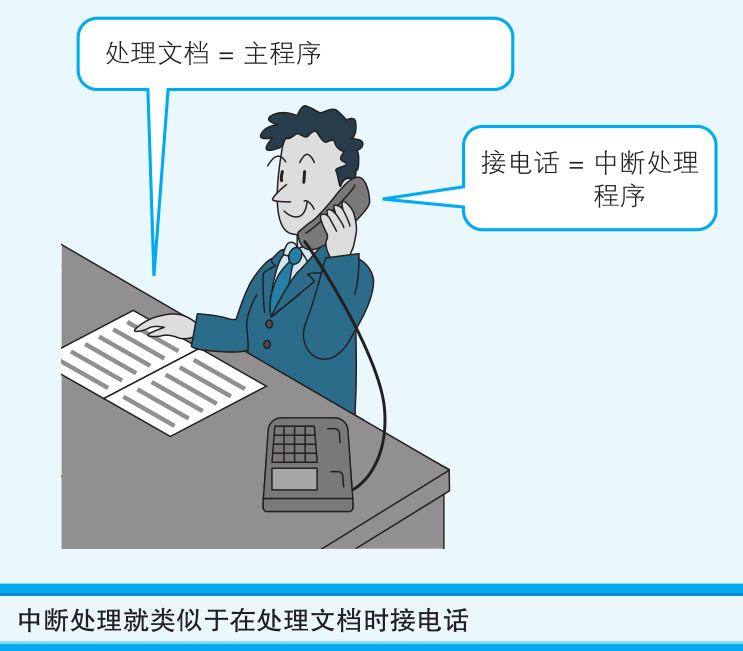 处理文档 = 主程序
接电话 = 中断处理
程序
中断处理就类似于在处理文档时接电话